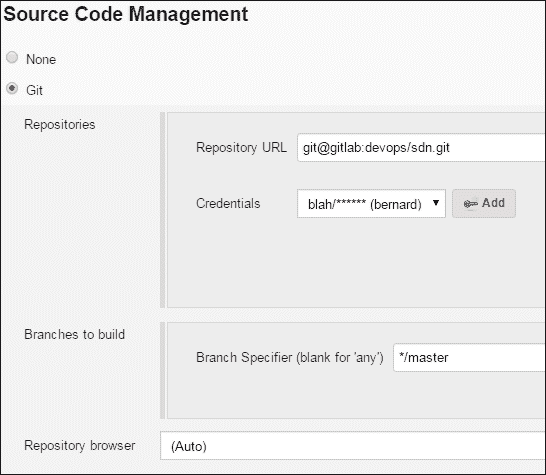 Source Code Management
None
Git
Repositories
Repository URL git@gitlab:devops/sdn.git
Credentials blah/****** (bernard) Add
Branches to build
Branch Specifier (blank for 'any') */master
Repository browser (Auto)